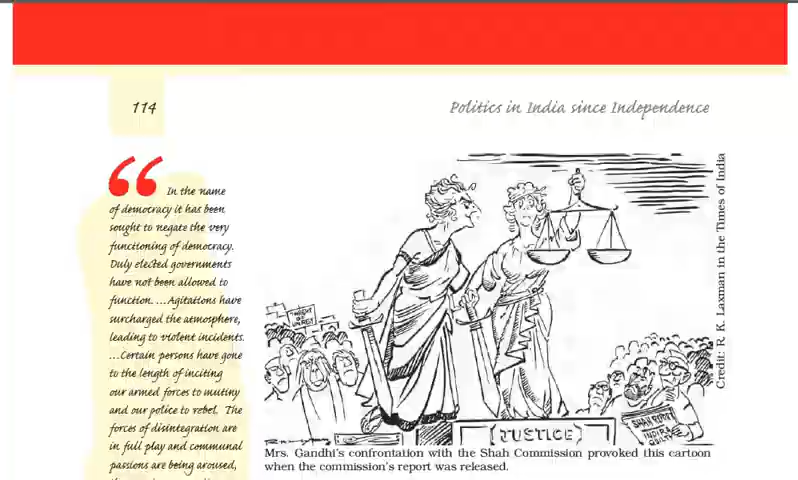 114
Politics in India since Independence
“ In the name
of democracy it has been
sought to negate the very
functioning of democracy.
Duly elected governments
have not been allowed to
function. ...Agitations have
surcharged the atmosphere,
leading to violent incidents.
...Certain persons have gone
to the length of inciting
our armed forces to mutiny
and our police to rebel. The
forces of disintegration are
in full play and communal
passions are being aroused,
THREAT
OF
ANARCHY
[JUSTICE]
SHAH REPORT
INDIRA
GUILTY
Credit: R. K. Laxman in the Times of India
Mrs. Gandhi's confrontation with the Shah Commission provoked this cartoon
when the commission's report was released.